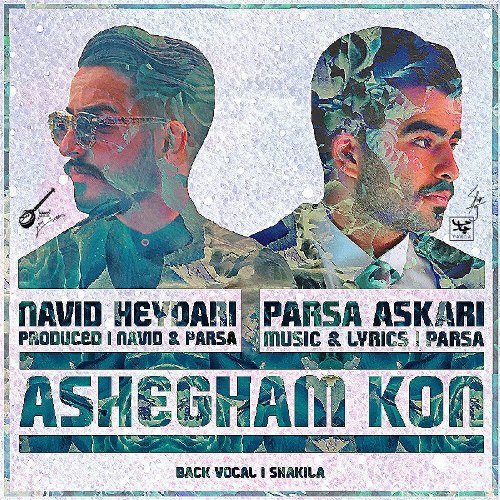 NAVID HEYDARI
PRODUCED | NAVID & PARSA
PARSA ASKARI
MUSIC & LYRICS | PARSA
ASHEGHAM KON
BACK VOCAL | SHAKILA